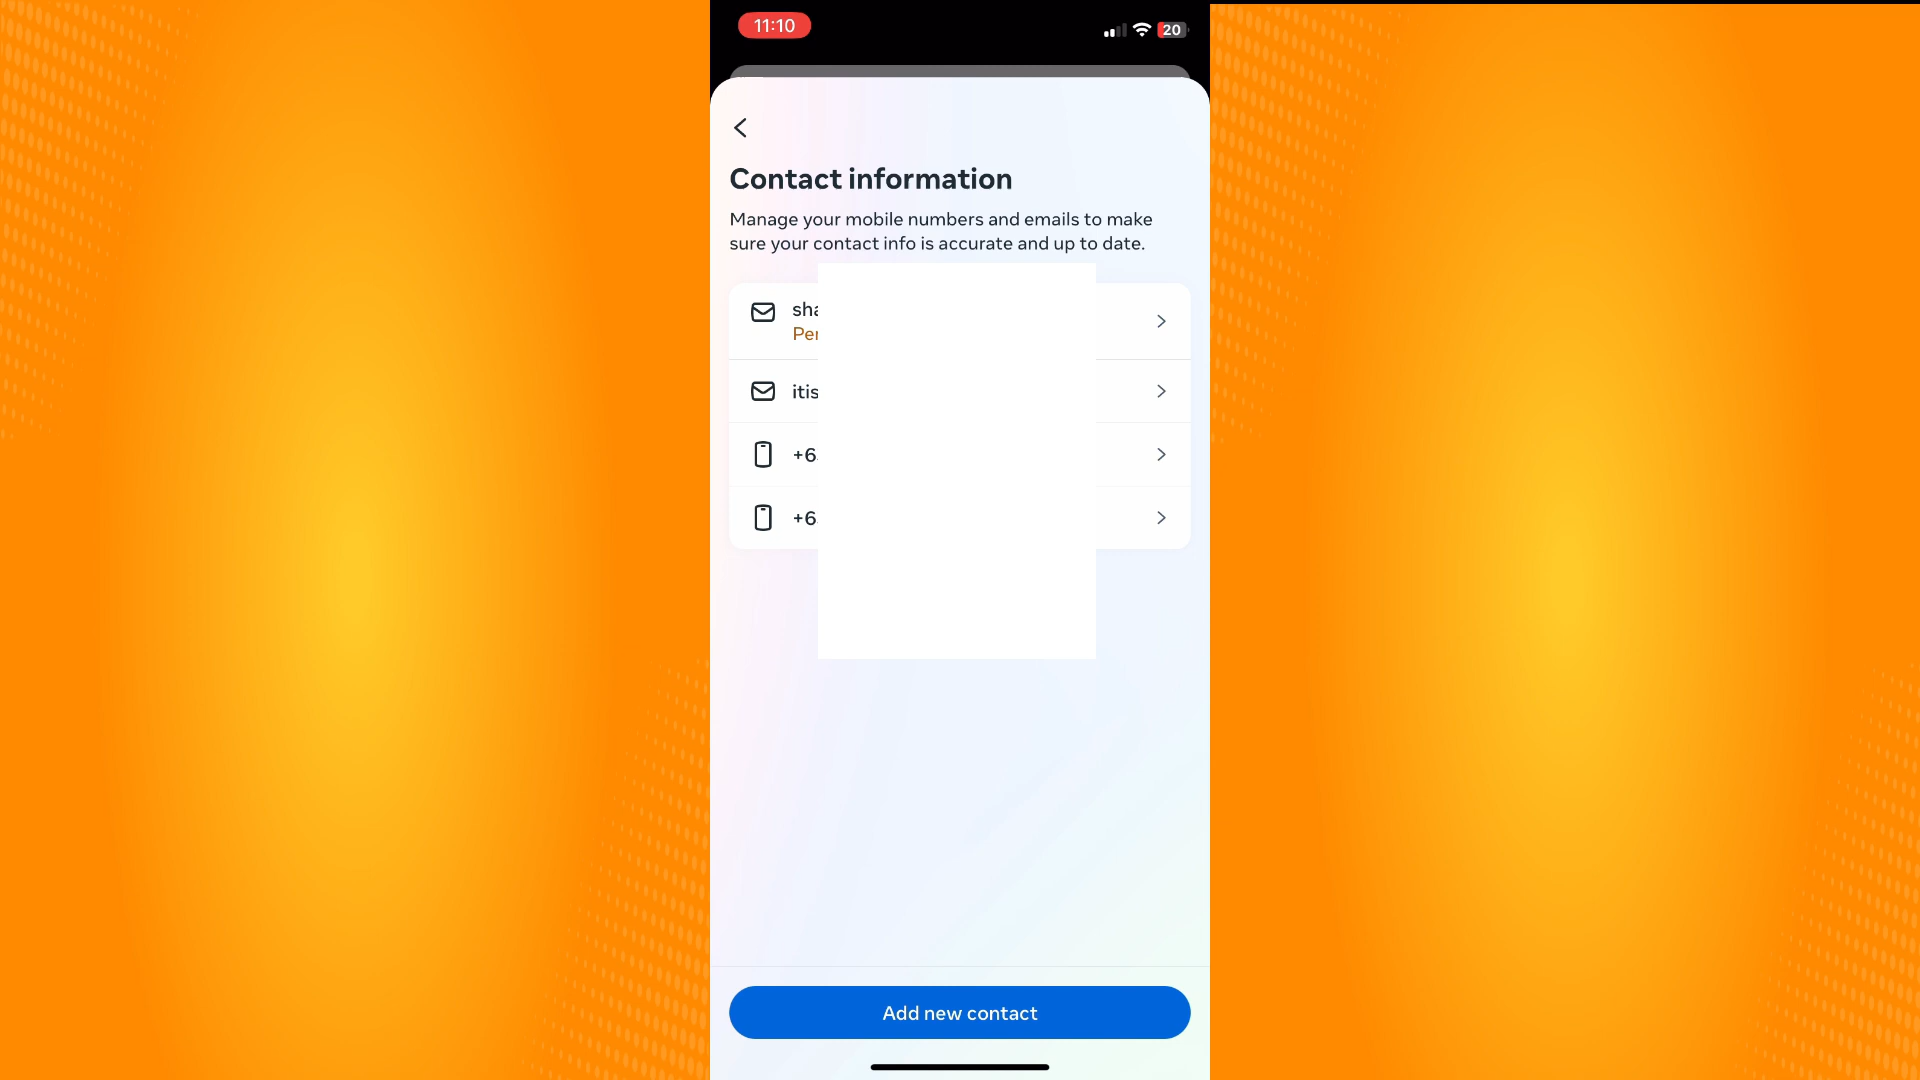 11:10
20
Contact information
Manage your mobile numbers and emails to make
sure your contact info is accurate and up to date.
sha
Per
itis
+6
+6
Add new contact